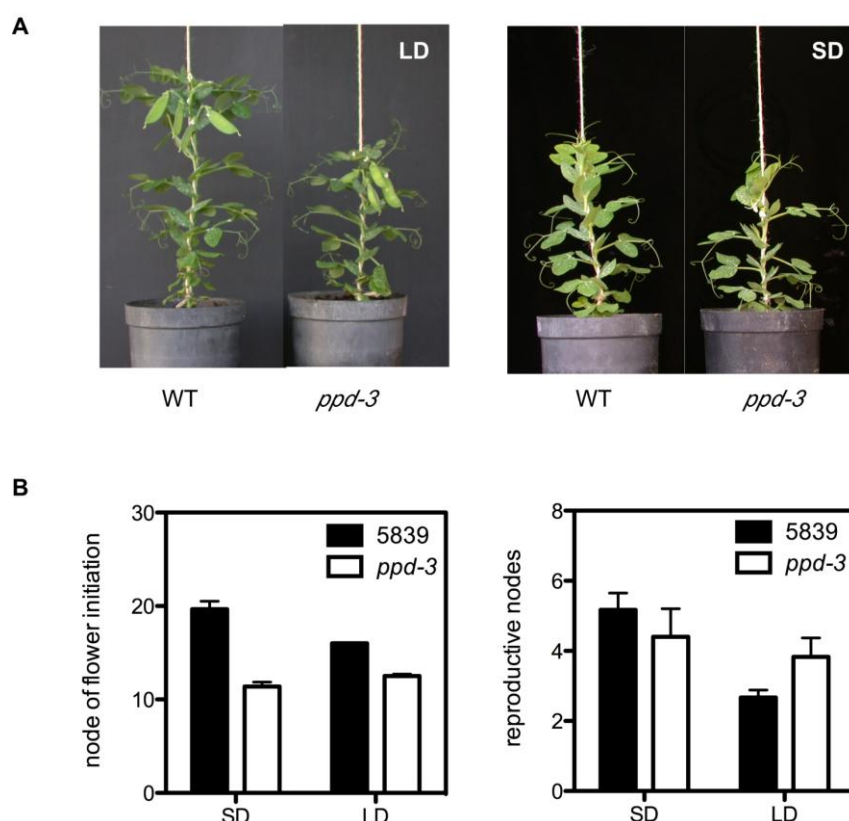 A
LD
SD
WT
ppd-3
WT
ppd-3
B
node of flower initiation
30
20
10
0
5839
ppd-3
SD
LD
reproductive nodes
8
6
4
2
0
5839
ppd-3
SD
LD